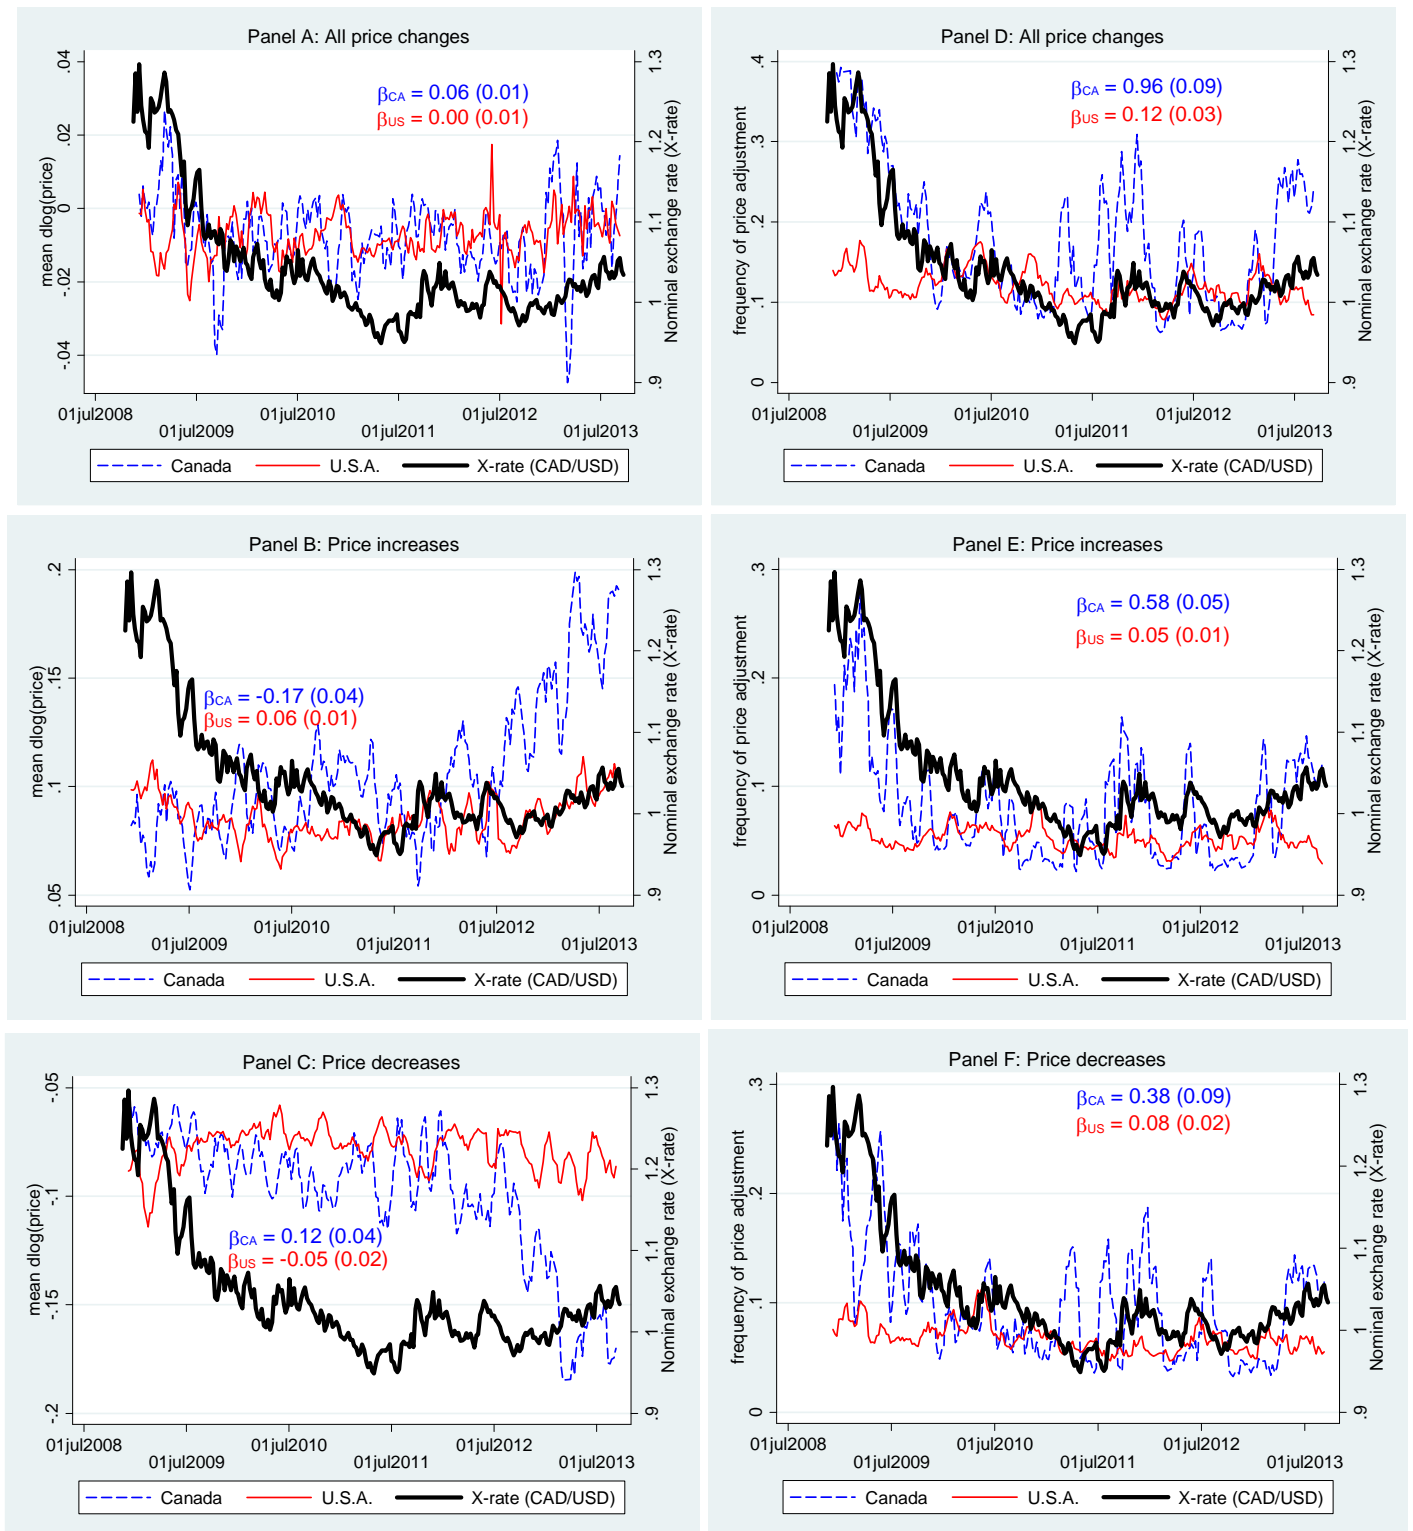 Panel A: All price changes
mean dlog(price)
.04
.02
0
-.02
-.04
βCA = 0.06 (0.01)
βUS = 0.00 (0.01)
1.3
1.2
1.1
1
.9
Nominal exchange rate (X-rate)
01jul2008 01jul2010 01jul2012
01jul2009 01jul2011 01jul2013
Canada U.S.A. X-rate (CAD/USD)
Panel D: All price changes
frequency of price adjustment
.4
.3
.2
.1
0
βCA = 0.96 (0.09)
βUS = 0.12 (0.03)
1.3
1.2
1.1
1
.9
Nominal exchange rate (X-rate)
01jul2008 01jul2010 01jul2012
01jul2009 01jul2011 01jul2013
Canada U.S.A. X-rate (CAD/USD)
Panel B: Price increases
mean dlog(price)
.2
.15
.1
.05
βCA = -0.17 (0.04)
βUS = 0.06 (0.01)
1.3
1.2
1.1
1
.9
Nominal exchange rate (X-rate)
01jul2008 01jul2010 01jul2012
01jul2009 01jul2011 01jul2013
Canada U.S.A. X-rate (CAD/USD)
Panel E: Price increases
frequency of price adjustment
.3
.2
.1
0
βCA = 0.58 (0.05)
βUS = 0.05 (0.01)
1.3
1.2
1.1
1
.9
Nominal exchange rate (X-rate)
01jul2008 01jul2010 01jul2012
01jul2009 01jul2011 01jul2013
Canada U.S.A. X-rate (CAD/USD)
Panel C: Price decreases
mean dlog(price)
-.05
-.1
-.15
-.2
βCA = 0.12 (0.04)
βUS = -0.05 (0.02)
1.3
1.2
1.1
1
.9
Nominal exchange rate (X-rate)
01jul2008 01jul2010 01jul2012
01jul2009 01jul2011 01jul2013
Canada U.S.A. X-rate (CAD/USD)
Panel F: Price decreases
frequency of price adjustment
.3
.2
.1
0
βCA = 0.38 (0.09)
βUS = 0.08 (0.02)
1.3
1.2
1.1
1
.9
Nominal exchange rate (X-rate)
01jul2008 01jul2010 01jul2012
01jul2009 01jul2011 01jul2013
Canada U.S.A. X-rate (CAD/USD)